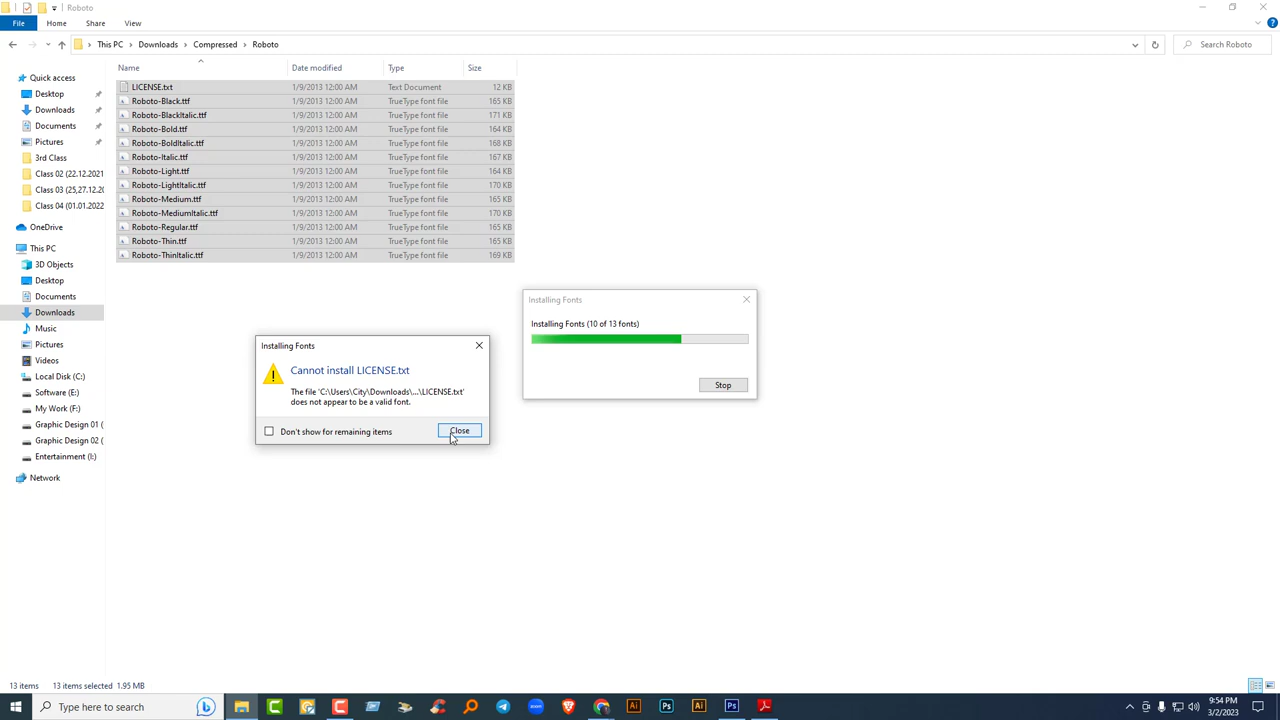 Roboto
File Home Share View
This PC Downloads Compressed Roboto
Search Roboto
Name Date modified Type Size
Quick access
Desktop
Downloads
Documents
Pictures
3rd Class
Class 02 (22.12.2021
Class 03 (25,27.12.20
Class 04 (01.01.2022
OneDrive
This PC
3D Objects
Desktop
Documents
Downloads
Music
Pictures
Videos
Local Disk (C:)
Software (E:)
My Work (F:)
Graphic Design 01 (
Graphic Design 02 (
Entertainment (I:)
Network
LICENSE.txt 1/9/2013 12:00 AM Text Document 12 KB
Roboto-Black.ttf 1/9/2013 12:00 AM TrueType font file 165 KB
Roboto-BlackItalic.ttf 1/9/2013 12:00 AM TrueType font file 171 KB
Roboto-Bold.ttf 1/9/2013 12:00 AM TrueType font file 164 KB
Roboto-BoldItalic.ttf 1/9/2013 12:00 AM TrueType font file 168 KB
Roboto-Italic.ttf 1/9/2013 12:00 AM TrueType font file 167 KB
Roboto-Light.ttf 1/9/2013 12:00 AM TrueType font file 164 KB
Roboto-LightItalic.ttf 1/9/2013 12:00 AM TrueType font file 170 KB
Roboto-Medium.ttf 1/9/2013 12:00 AM TrueType font file 165 KB
Roboto-MediumItalic.ttf 1/9/2013 12:00 AM TrueType font file 170 KB
Roboto-Regular.ttf 1/9/2013 12:00 AM TrueType font file 165 KB
Roboto-Thin.ttf 1/9/2013 12:00 AM TrueType font file 165 KB
Roboto-ThinItalic.ttf 1/9/2013 12:00 AM TrueType font file 169 KB
Installing Fonts
Installing Fonts (10 of 13 fonts)
Stop
Installing Fonts
Cannot install LICENSE.txt
The file 'C:\Users\City\Downloads\...\LICENSE.txt'
does not appear to be a valid font.
Don't show for remaining items
Close
13 items 13 items selected 1.95 MB
Type here to search
Ai Ps Ai Ps
zoom
9:54 PM
3/2/2023